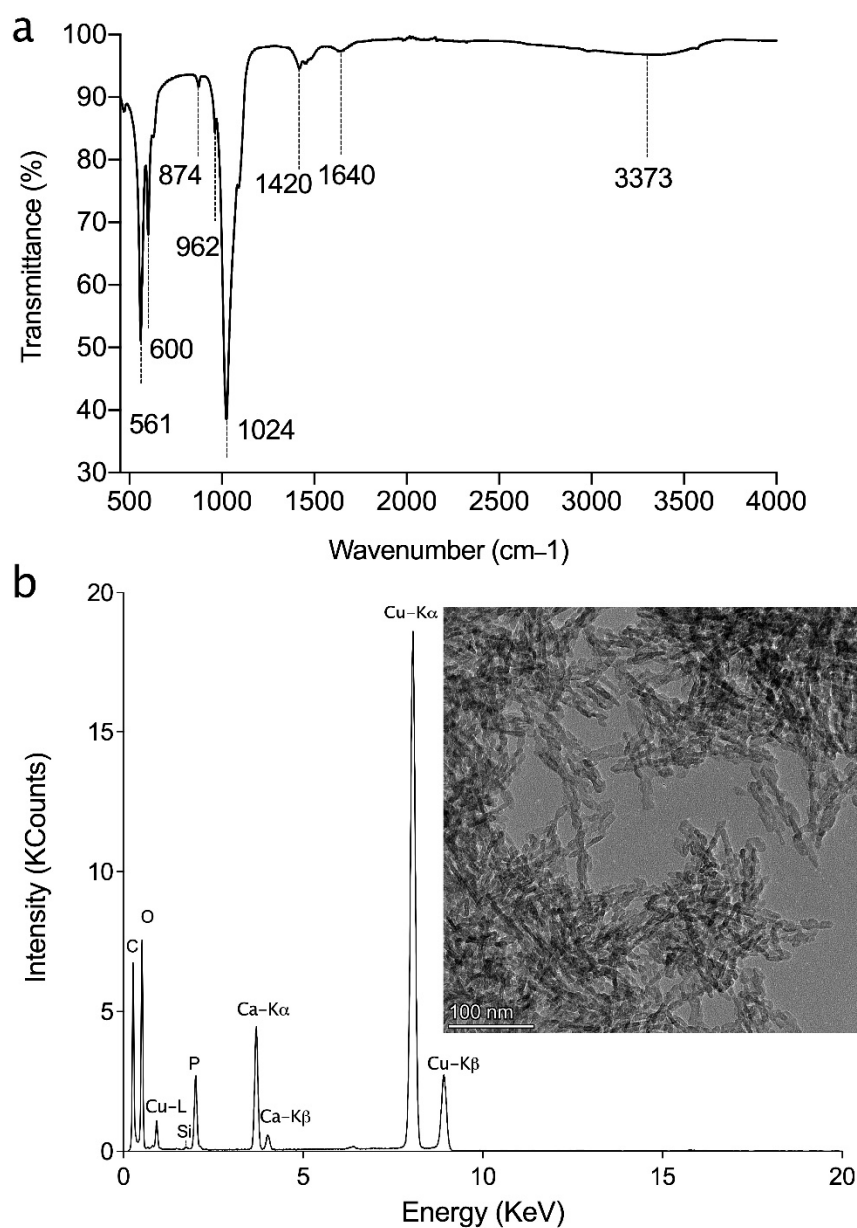 a
100
90
80
70
60
50
40
30
Transmittance (%)
874
1420
1640
3373
962
600
561
1024
500 1000 1500 2000 2500 3000 3500 4000
Wavenumber (cm–1)
b
20
15
10
5
0
Intensity (KCounts)
Cu–Kα
O
C
Ca–Kα
P
Cu–Kβ
Cu–L
Ca–Kβ
Si
100 nm
0 5 10 15 20
Energy (KeV)